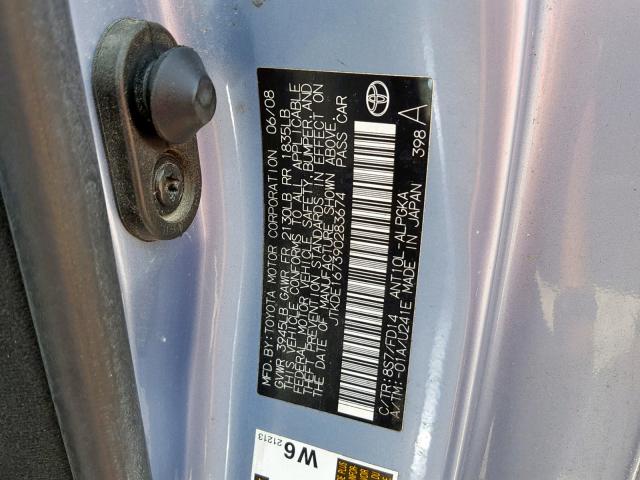 MFD. BY: TOYOTA MOTOR CORPORATION 06/08
GVWR 3945LB GAWR FR 2130LB RR 1835LB
THIS VEHICLE CONFORMS TO ALL APPLICABLE
FEDERAL MOTOR VEHICLE SAFETY, BUMPER, AND
THEFT PREVENTION STANDARDS IN EFFECT ON
THE DATE OF MANUFACTURE SHOWN ABOVE.
JTKDE167390283674 PASS CAR
C/TR: 8S7/FD14 ANT10L-ALPGKA
A/TM: -01A/U241E MADE IN JAPAN
398 A
W6
21213